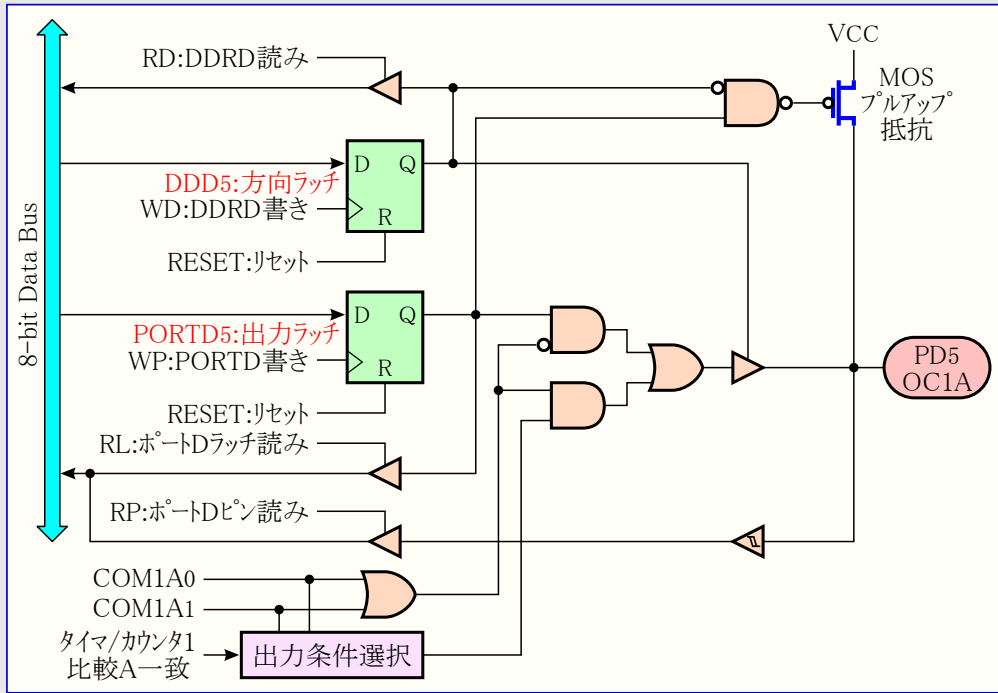 8-bit Data Bus
RD:DDRD読み
VCC
MOS
プルアップ
抵抗
D
Q
R
DDD5:方向ラッチ
WD:DDRD書き
RESET:リセット
D
Q
R
PORTD5:出力ラッチ
WP:PORTD書き
RESET:リセット
PD5
OC1A
RL:ポートDラッチ読み
RP:ポートDピン読み
COM1A0
COM1A1
タイマ/カウンタ1
比較A一致
出力条件選択